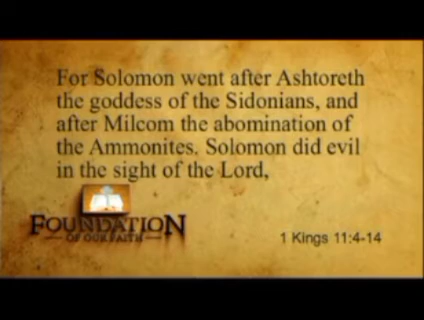 For Solomon went after Ashtoreth
the goddess of the Sidonians, and
after Milcom the abomination of
the Ammonites. Solomon did evil
in the sight of the Lord,
FOUNDATION
OF OUR FAITH
1 Kings 11:4-14